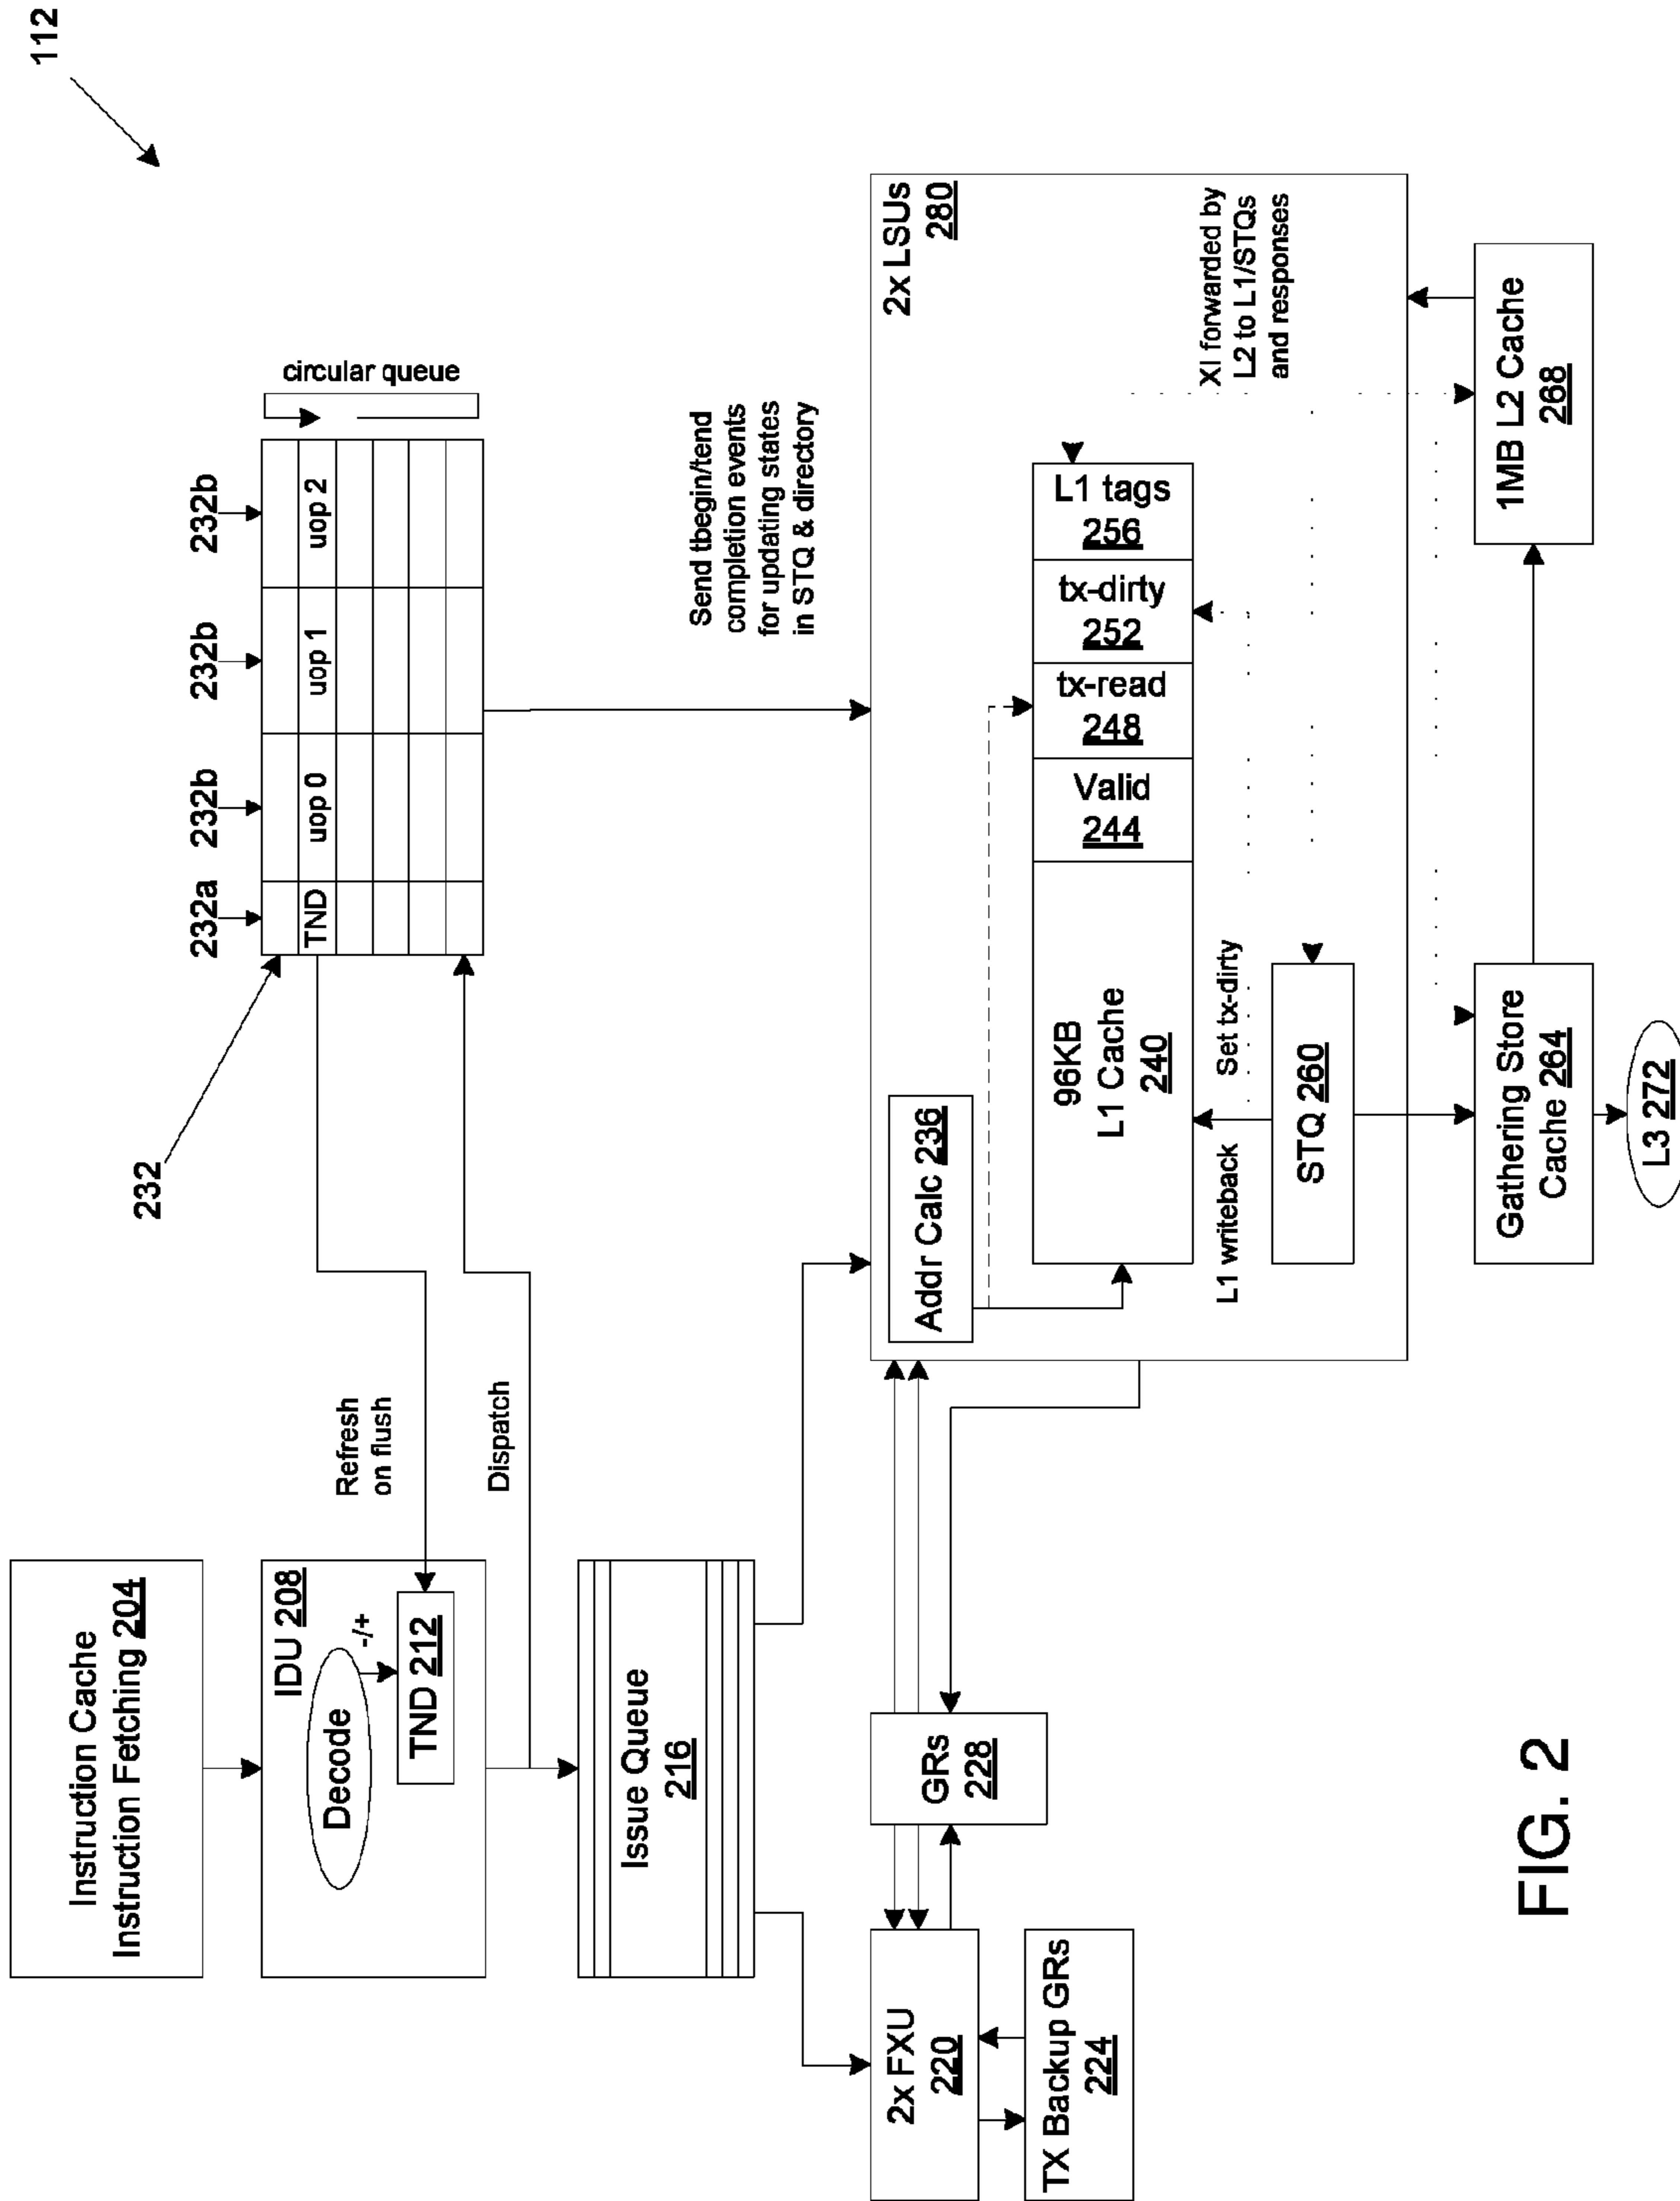 112
Instruction Cache
Instruction Fetching 204
IDU 208
Decode
-/+
TND 212
Refresh
on flush
Dispatch
232
232a
232b
232b
232b
TND
uop 0
uop 1
uop 2
circular queue
Issue Queue
216
Send tbegin/tend
completion events
for updating states
in STQ & directory
2x FXU
220
TX Backup GRs
224
GRs
228
2x LSUs
280
Addr Calc 236
96KB
L1 Cache
240
Valid
244
tx-read
248
tx-dirty
252
L1 tags
256
L1 writeback
Set tx-dirty
XI forwarded by
L2 to L1/STQs
and responses
STQ 260
Gathering Store
Cache 264
1MB L2 Cache
268
L3 272
FIG. 2